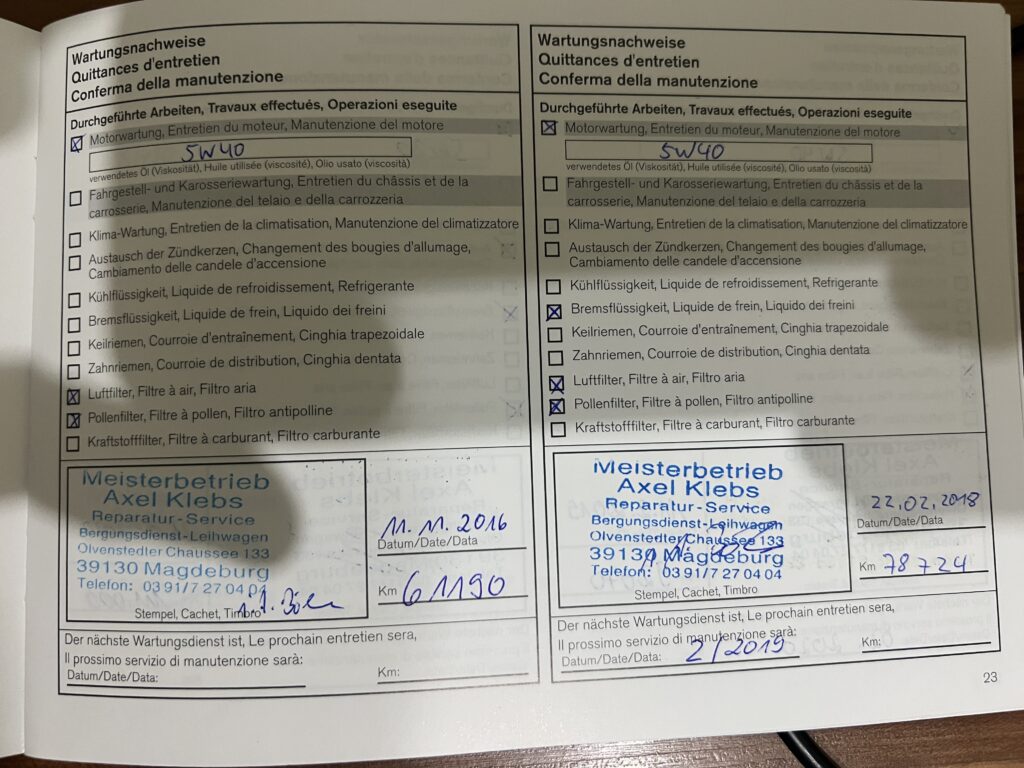 Wartungsnachweise
Quittances d'entretien
Conferma della manutenzione
Durchgeführte Arbeiten, Travaux effectués, Operazioni eseguite
Motorwartung, Entretien du moteur, Manutenzione del motore
5W40
verwendetes Öl (Viskosität), Huile utilisée (viscosité), Olio usato (viscosità)
Fahrgestell- und Karosseriewartung, Entretien du châssis et de la
carrosserie, Manutenzione del telaio e della carrozzeria
Klima-Wartung, Entretien de la climatisation, Manutenzione del climatizzatore
Austausch der Zündkerzen, Changement des bougies d'allumage,
Cambiamento delle candele d'accensione
Kühlflüssigkeit, Liquide de refroidissement, Refrigerante
Bremsflüssigkeit, Liquide de frein, Liquido dei freini
Keilriemen, Courroie d'entraînement, Cinghia trapezoidale
Zahnriemen, Courroie de distribution, Cinghia dentata
Luftfilter, Filtre à air, Filtro aria
Pollenfilter, Filtre à pollen, Filtro antipolline
Kraftstofffilter, Filtre à carburant, Filtro carburante
Meisterbetrieb
Axel Klebs
Reparatur-Service
Bergungsdienst-Leihwagen
Olvenstedter Chaussee 133
39130 Magdeburg
Telefon: 03 91/7 27 04 04
Stempel, Cachet, Timbro
11.11.2016
Datum/Date/Data
Km 61190
Der nächste Wartungsdienst ist, Le prochain entretien sera,
Il prossimo servizio di manutenzione sarà:
Datum/Date/Data:
Km:
Wartungsnachweise
Quittances d'entretien
Conferma della manutenzione
Durchgeführte Arbeiten, Travaux effectués, Operazioni eseguite
Motorwartung, Entretien du moteur, Manutenzione del motore
5W40
verwendetes Öl (Viskosität), Huile utilisée (viscosité), Olio usato (viscosità)
Fahrgestell- und Karosseriewartung, Entretien du châssis et de la
carrosserie, Manutenzione del telaio e della carrozzeria
Klima-Wartung, Entretien de la climatisation, Manutenzione del climatizzatore
Austausch der Zündkerzen, Changement des bougies d'allumage,
Cambiamento delle candele d'accensione
Kühlflüssigkeit, Liquide de refroidissement, Refrigerante
Bremsflüssigkeit, Liquide de frein, Liquido dei freini
Keilriemen, Courroie d'entraînement, Cinghia trapezoidale
Zahnriemen, Courroie de distribution, Cinghia dentata
Luftfilter, Filtre à air, Filtro aria
Pollenfilter, Filtre à pollen, Filtro antipolline
Kraftstofffilter, Filtre à carburant, Filtro carburante
Meisterbetrieb
Axel Klebs
Reparatur-Service
Bergungsdienst-Leihwagen
Olvenstedter Chaussee 133
39130 Magdeburg
Telefon: 03 91/7 27 04 04
Stempel, Cachet, Timbro
22.02.2018
Datum/Date/Data
Km 78724
Der nächste Wartungsdienst ist, Le prochain entretien sera,
Il prossimo servizio di manutenzione sarà:
Datum/Date/Data: 2/2019
Km:
23